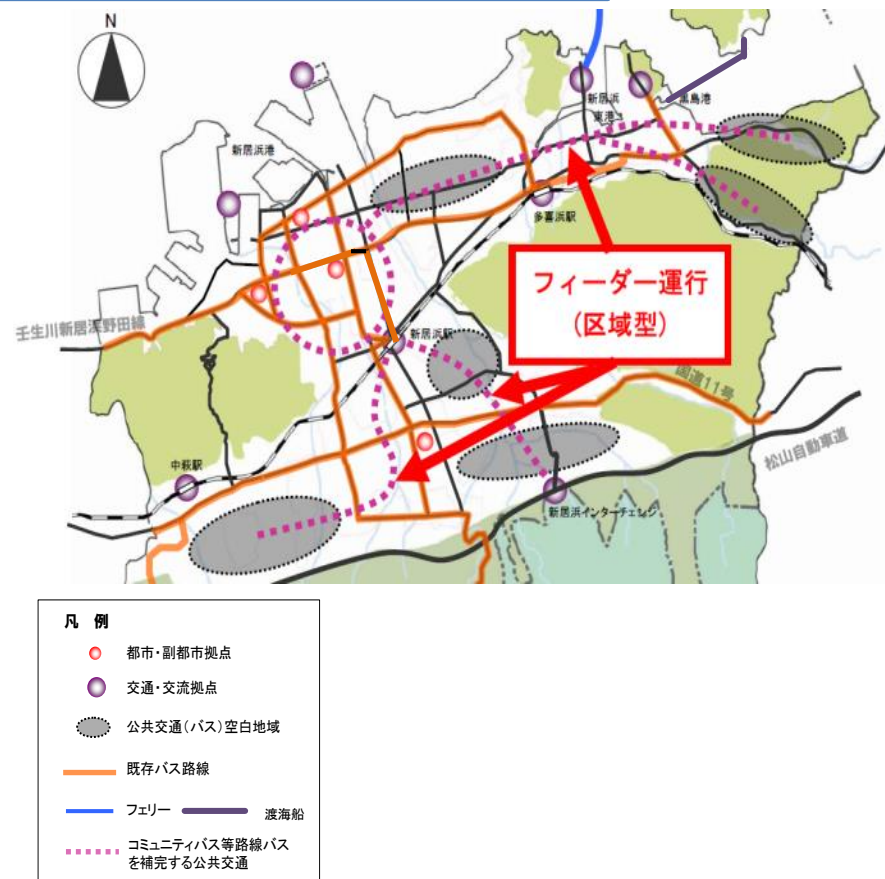 N
新居浜港
新居浜
東港
黒島港
多喜浜駅
フィーダー運行
(区域型)
壬生川新居浜野田線
新居浜駅
国道11号
松山自動車道
中萩駅
新居浜インターチェンジ
凡 例
都市・副都市拠点
交通・交流拠点
公共交通(バス)空白地域
既存バス路線
フェリー
渡海船
コミュニティバス等路線バス
を補完する公共交通